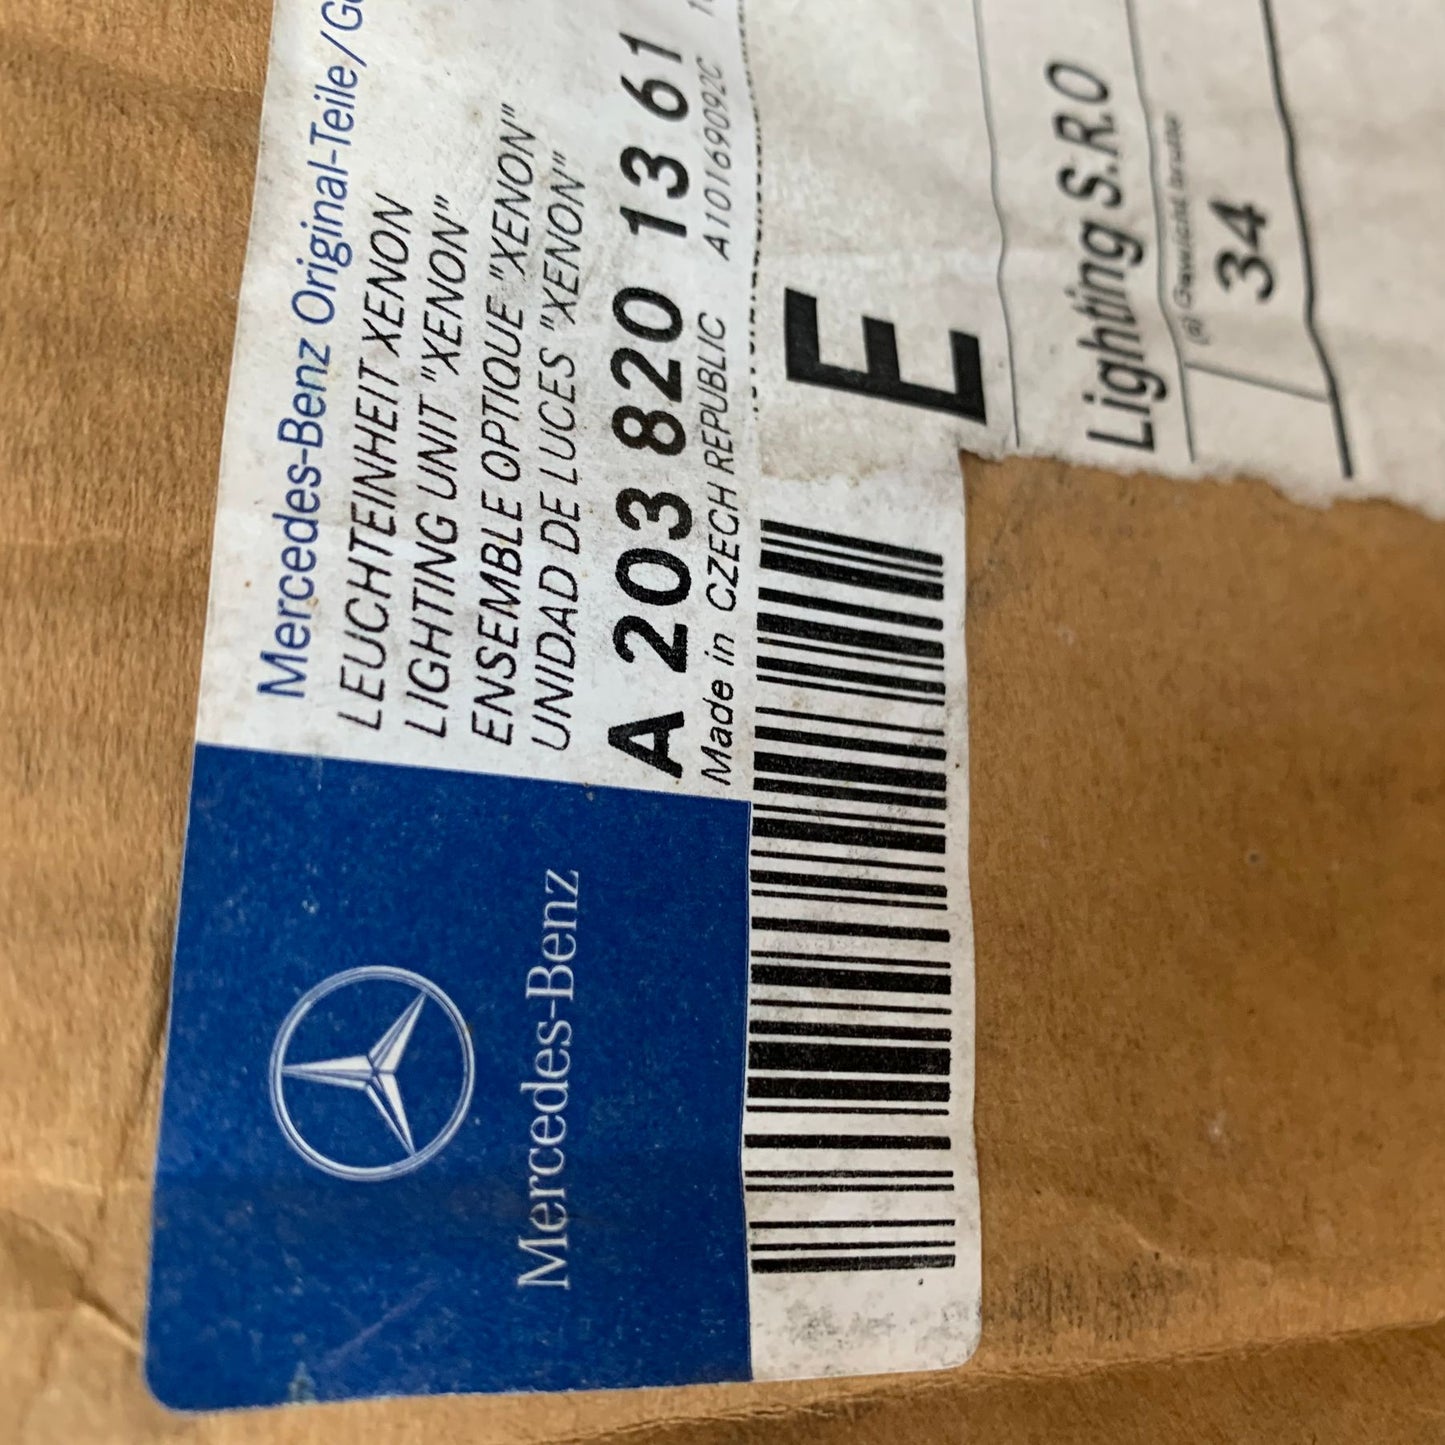 Mercedes-Benz Original-Teile/
LEUCHTEINHEIT XENON
LIGHTING UNIT "XENON"
ENSEMBLE OPTIQUE "XENON"
UNIDAD DE LUCES "XENON"
A 203 820 13 61
Made in CZECH REPUBLIC A1016909092C
Mercedes-Benz
E
Lighting S.R.O
34